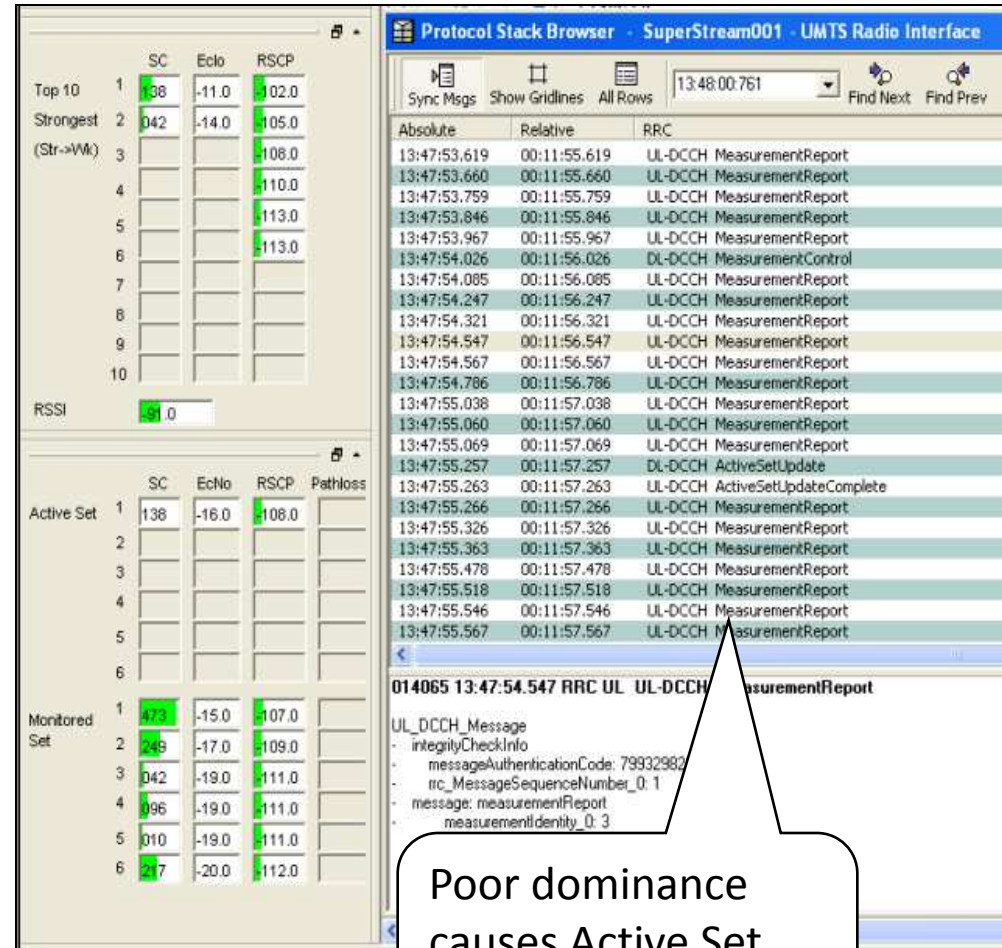 SC EcIo RSCP
Top 10 1 138 -11.0 -102.0
Strongest 2 042 -14.0 -105.0
(Str->Wk) 3 -108.0
4 -110.0
5 -113.0
6 -113.0
7
8
9
10
RSSI -91.0
SC EcNo RSCP Pathloss
Active Set 1 138 -16.0 -108.0
2
3
4
5
6
Monitored 1 473 -15.0 -107.0
Set 2 249 -17.0 -109.0
3 042 -19.0 -111.0
4 096 -19.0 -111.0
5 010 -19.0 -111.0
6 217 -20.0 -112.0
Protocol Stack Browser - SuperStream001 - UMTS Radio Interface
Sync Msgs Show Gridlines All Rows 13:48:00:761 Find Next Find Prev
Absolute Relative RRC
13:47:53.619 00:11:55.619 UL-DCCH MeasurementReport
13:47:53.660 00:11:55.660 UL-DCCH MeasurementReport
13:47:53.759 00:11:55.759 UL-DCCH MeasurementReport
13:47:53.846 00:11:55.846 UL-DCCH MeasurementReport
13:47:53.967 00:11:55.967 UL-DCCH MeasurementReport
13:47:54.026 00:11:56.026 DL-DCCH MeasurementControl
13:47:54.085 00:11:56.085 UL-DCCH MeasurementReport
13:47:54.247 00:11:56.247 UL-DCCH MeasurementReport
13:47:54.321 00:11:56.321 UL-DCCH MeasurementReport
13:47:54.547 00:11:56.547 UL-DCCH MeasurementReport
13:47:54.567 00:11:56.567 UL-DCCH MeasurementReport
13:47:54.786 00:11:56.786 UL-DCCH MeasurementReport
13:47:55.038 00:11:57.038 UL-DCCH MeasurementReport
13:47:55.060 00:11:57.060 UL-DCCH MeasurementReport
13:47:55.069 00:11:57.069 UL-DCCH MeasurementReport
13:47:55.257 00:11:57.257 DL-DCCH ActiveSetUpdate
13:47:55.263 00:11:57.263 UL-DCCH ActiveSetUpdateComplete
13:47:55.266 00:11:57.266 UL-DCCH MeasurementReport
13:47:55.326 00:11:57.326 UL-DCCH MeasurementReport
13:47:55.363 00:11:57.363 UL-DCCH MeasurementReport
13:47:55.478 00:11:57.478 UL-DCCH MeasurementReport
13:47:55.518 00:11:57.518 UL-DCCH MeasurementReport
13:47:55.546 00:11:57.546 UL-DCCH MeasurementReport
13:47:55.567 00:11:57.567 UL-DCCH MeasurementReport
014065 13:47:54.547 RRC UL UL-DCCH MeasurementReport
UL_DCCH_Message
- integrityCheckInfo
- messageAuthenticationCode: 79932982
- rrc_MessageSequenceNumber_0: 1
- message: measurementReport
- measurementIdentity_0: 3
Poor dominance
causes Active Set